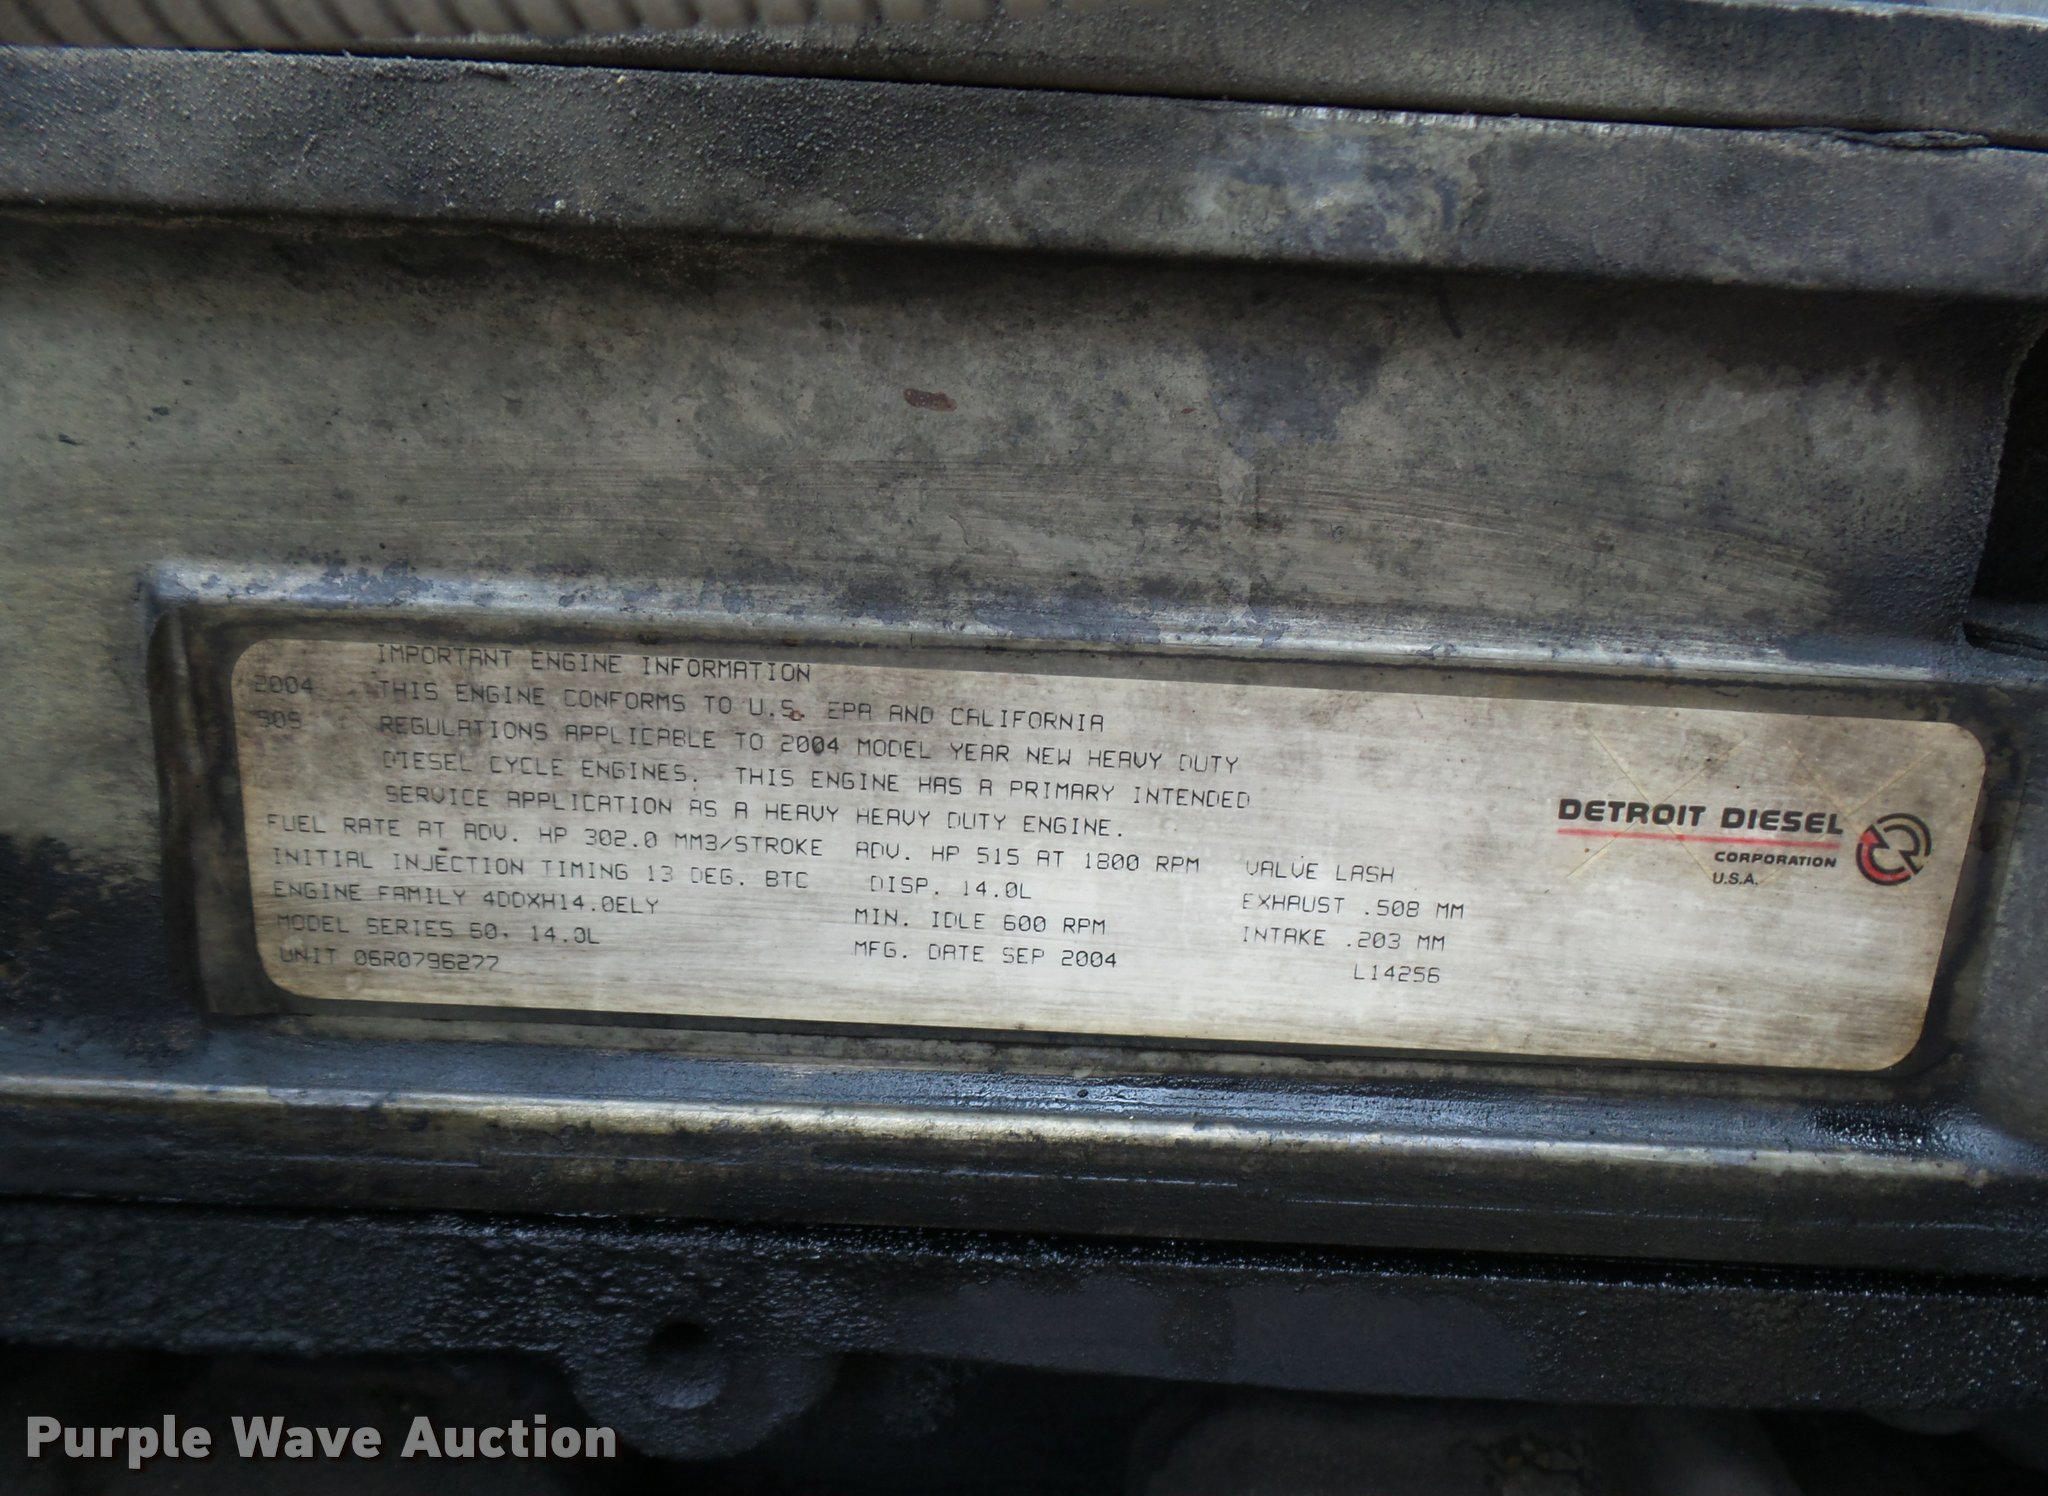 IMPORTANT ENGINE INFORMATION
2004 THIS ENGINE CONFORMS TO U.S. EPA AND CALIFORNIA
909 REGULATIONS APPLICABLE TO 2004 MODEL YEAR NEW HEAVY DUTY
DIESEL CYCLE ENGINES. THIS ENGINE HAS A PRIMARY INTENDED
SERVICE APPLICATION AS A HEAVY HEAVY DUTY ENGINE.
FUEL RATE AT ADV. HP 302.0 MM3/STROKE ADV. HP 515 AT 1800 RPM VALVE LASH
INITIAL INJECTION TIMING 13 DEG. BTC DISP. 14.0L EXHAUST .508 MM
ENGINE FAMILY 4DDXH14.0ELY MIN. IDLE 600 RPM INTAKE .203 MM
MODEL SERIES 60, 14.0L MFG. DATE SEP 2004 L14256
UNIT 06R0796277
DETROIT DIESEL
CORPORATION
U.S.A.
Purple Wave Auction